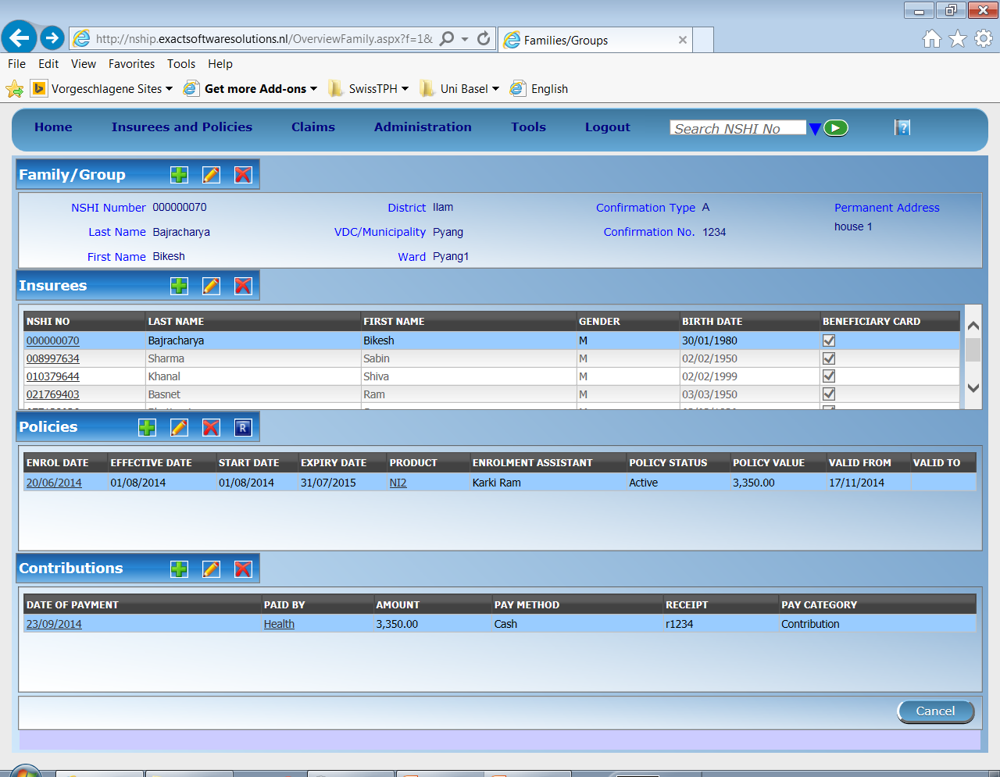 http://nship.exactsoftwaresolutions.nl/OverviewFamily.aspx?f=1&
Families/Groups
File Edit View Favorites Tools Help
Vorgeschlagene Sites Get more Add-ons SwissTPH Uni Basel English
Home Insurees and Policies Claims Administration Tools Logout Search NSHI No
Family/Group
NSHI Number 000000070 District Ilam Confirmation Type A Permanent Address
Last Name Bajracharya VDC/Municipality Pyang Confirmation No. 1234 house 1
First Name Bikesh Ward Pyang1
Insurees
NSHI NO LAST NAME FIRST NAME GENDER BIRTH DATE BENEFICIARY CARD
000000070 Bajracharya Bikesh M 30/01/1980
008997634 Sharma Sabin M 02/02/1950
010379644 Khanal Shiva M 02/02/1999
021769403 Basnet Ram M 03/03/1950
Policies R
ENROL DATE EFFECTIVE DATE START DATE EXPIRY DATE PRODUCT ENROLMENT ASSISTANT POLICY STATUS POLICY VALUE VALID FROM VALID TO
20/06/2014 01/08/2014 01/08/2014 31/07/2015 NI2 Karki Ram Active 3,350.00 17/11/2014
Contributions
DATE OF PAYMENT PAID BY AMOUNT PAY METHOD RECEIPT PAY CATEGORY
23/09/2014 Health 3,350.00 Cash r1234 Contribution
Cancel